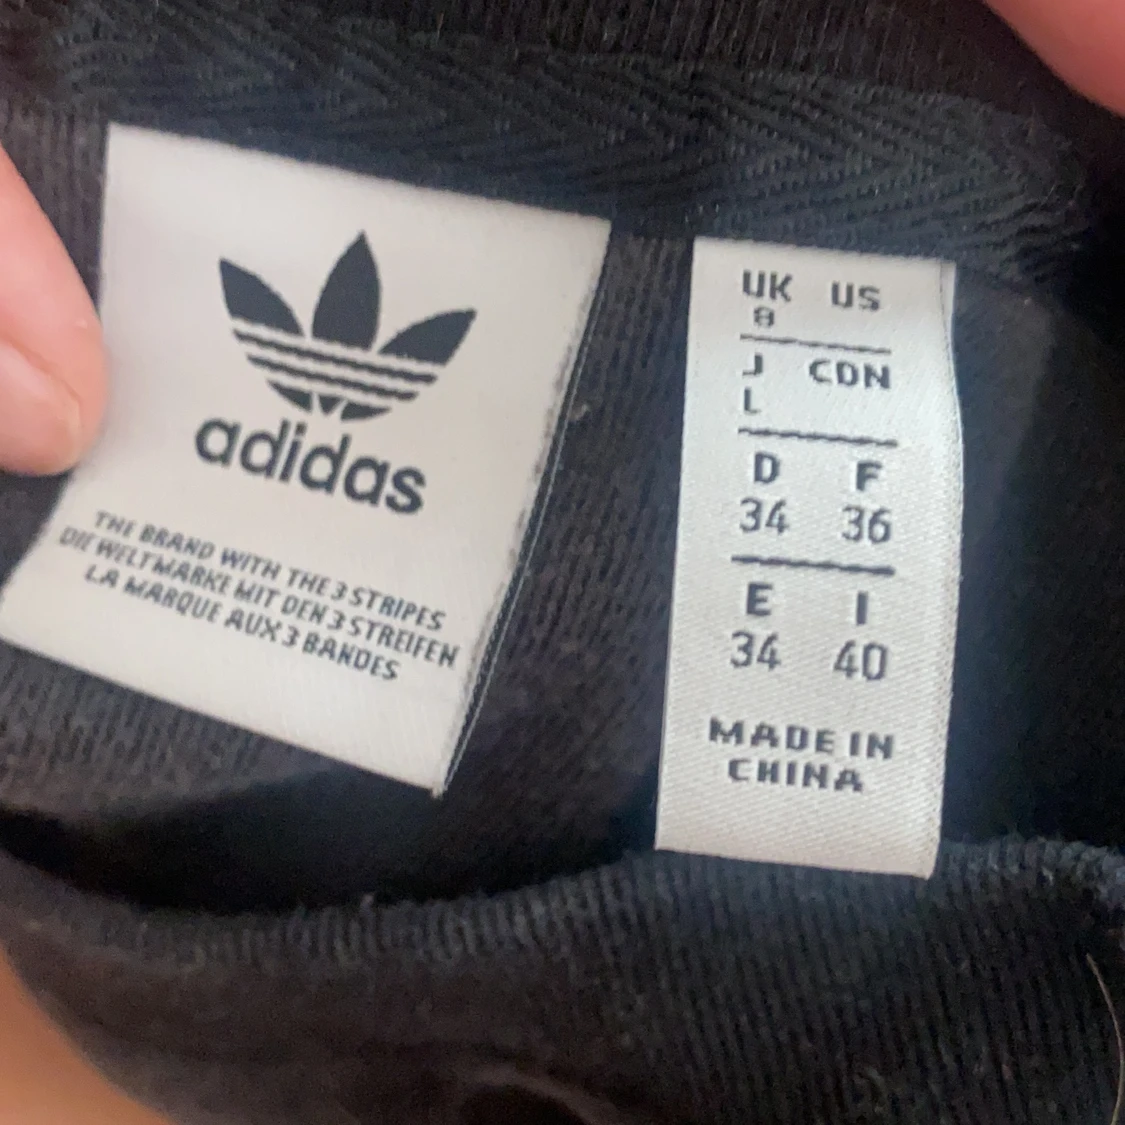 adidas
THE BRAND WITH THE 3 STRIPES
DIE WELTMARKE MIT DEN 3 STREIFEN
LA MARQUE AUX 3 BANDES
UK US
8
J CDN
L
D F
34 36
E I
34 40
MADE IN
CHINA